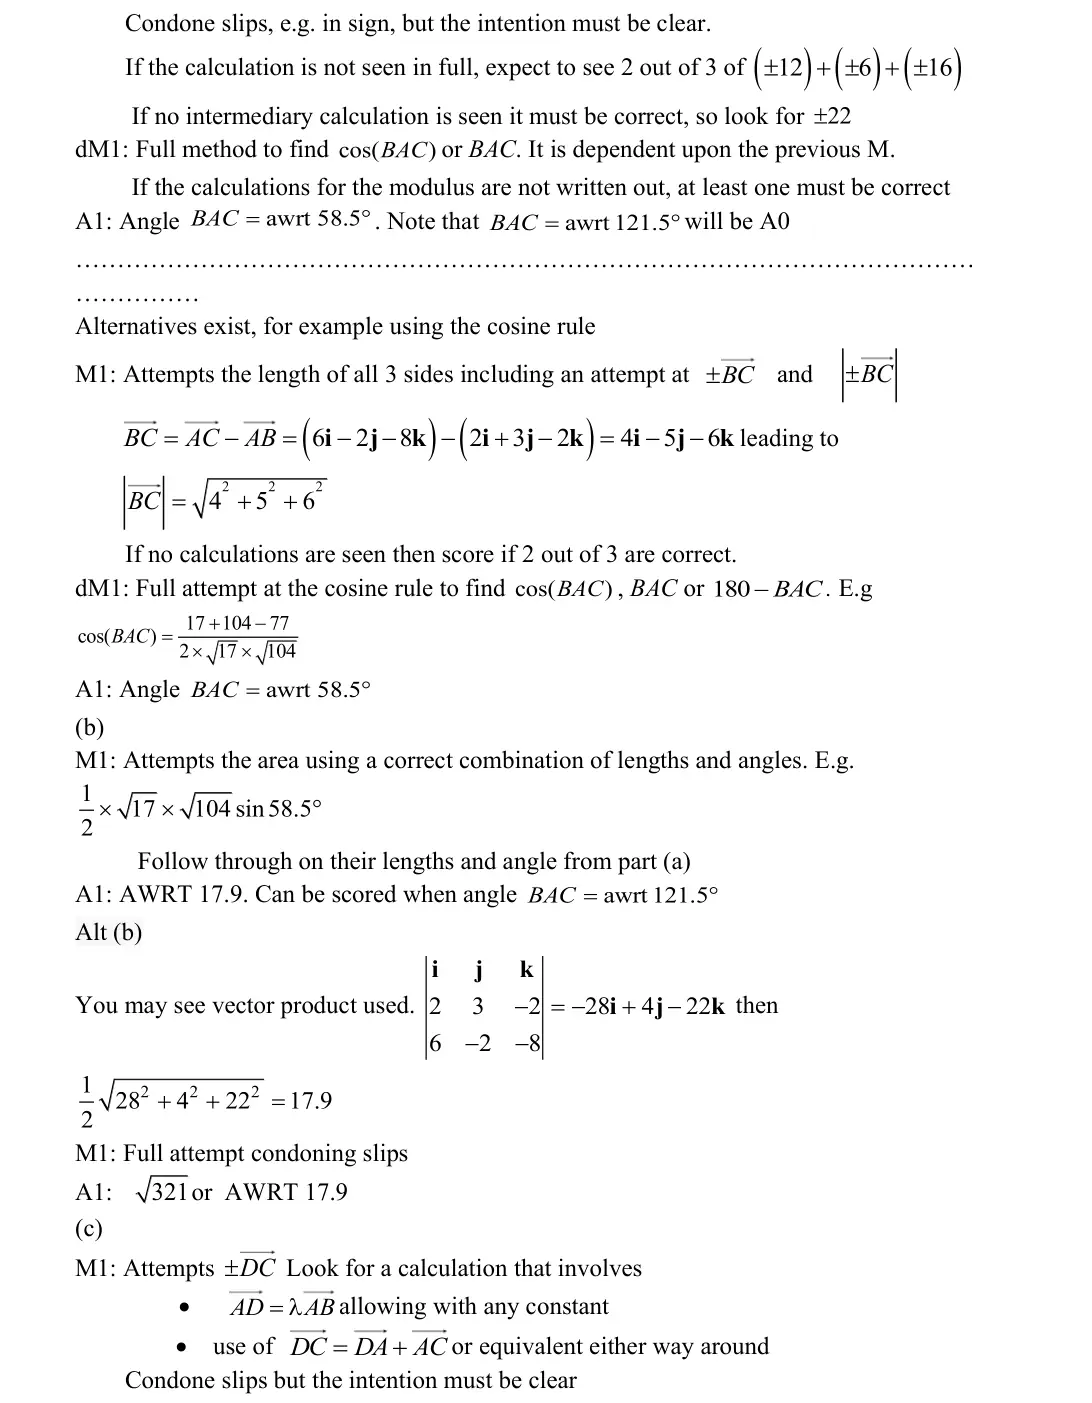 Condone slips, e.g. in sign, but the intention must be clear.
If the calculation is not seen in full, expect to see 2 out of 3 of (±12)+(±6)+(±16)
If no intermediary calculation is seen it must be correct, so look for ±22
dM1: Full method to find cos(BAC) or BAC. It is dependent upon the previous M.
If the calculations for the modulus are not written out, at least one must be correct
A1: Angle BAC = awrt 58.5°. Note that BAC = awrt 121.5° will be A0
…………………………………………………………………………………………………
……………
Alternatives exist, for example using the cosine rule
M1: Attempts the length of all 3 sides including an attempt at ±\overrightarrow{BC} and |±\overrightarrow{BC}|
\overrightarrow{BC} = \overrightarrow{AC} − \overrightarrow{AB} = (6i − 2j − 8k) − (2i + 3j − 2k) = 4i − 5j − 6k leading to
|\overrightarrow{BC}| = √(4² + 5² + 6²)
If no calculations are seen then score if 2 out of 3 are correct.
dM1: Full attempt at the cosine rule to find cos(BAC), BAC or 180 − BAC. E.g
cos(BAC) = (17 + 104 − 77)/(2 × √17 × √104)
A1: Angle BAC = awrt 58.5°
(b)
M1: Attempts the area using a correct combination of lengths and angles. E.g.
1/2 × √17 × √104 sin 58.5°
Follow through on their lengths and angle from part (a)
A1: AWRT 17.9. Can be scored when angle BAC = awrt 121.5°
Alt (b)
i j k
You may see vector product used. 2 3 −2 = −28i + 4j − 22k then
6 −2 −8
1/2 √(28² + 4² + 22²) = 17.9
M1: Full attempt condoning slips
A1: √321 or AWRT 17.9
(c)
M1: Attempts ±\overrightarrow{DC} Look for a calculation that involves
• \overrightarrow{AD} = λ\overrightarrow{AB} allowing with any constant
• use of \overrightarrow{DC} = \overrightarrow{DA} + \overrightarrow{AC} or equivalent either way around
Condone slips but the intention must be clear